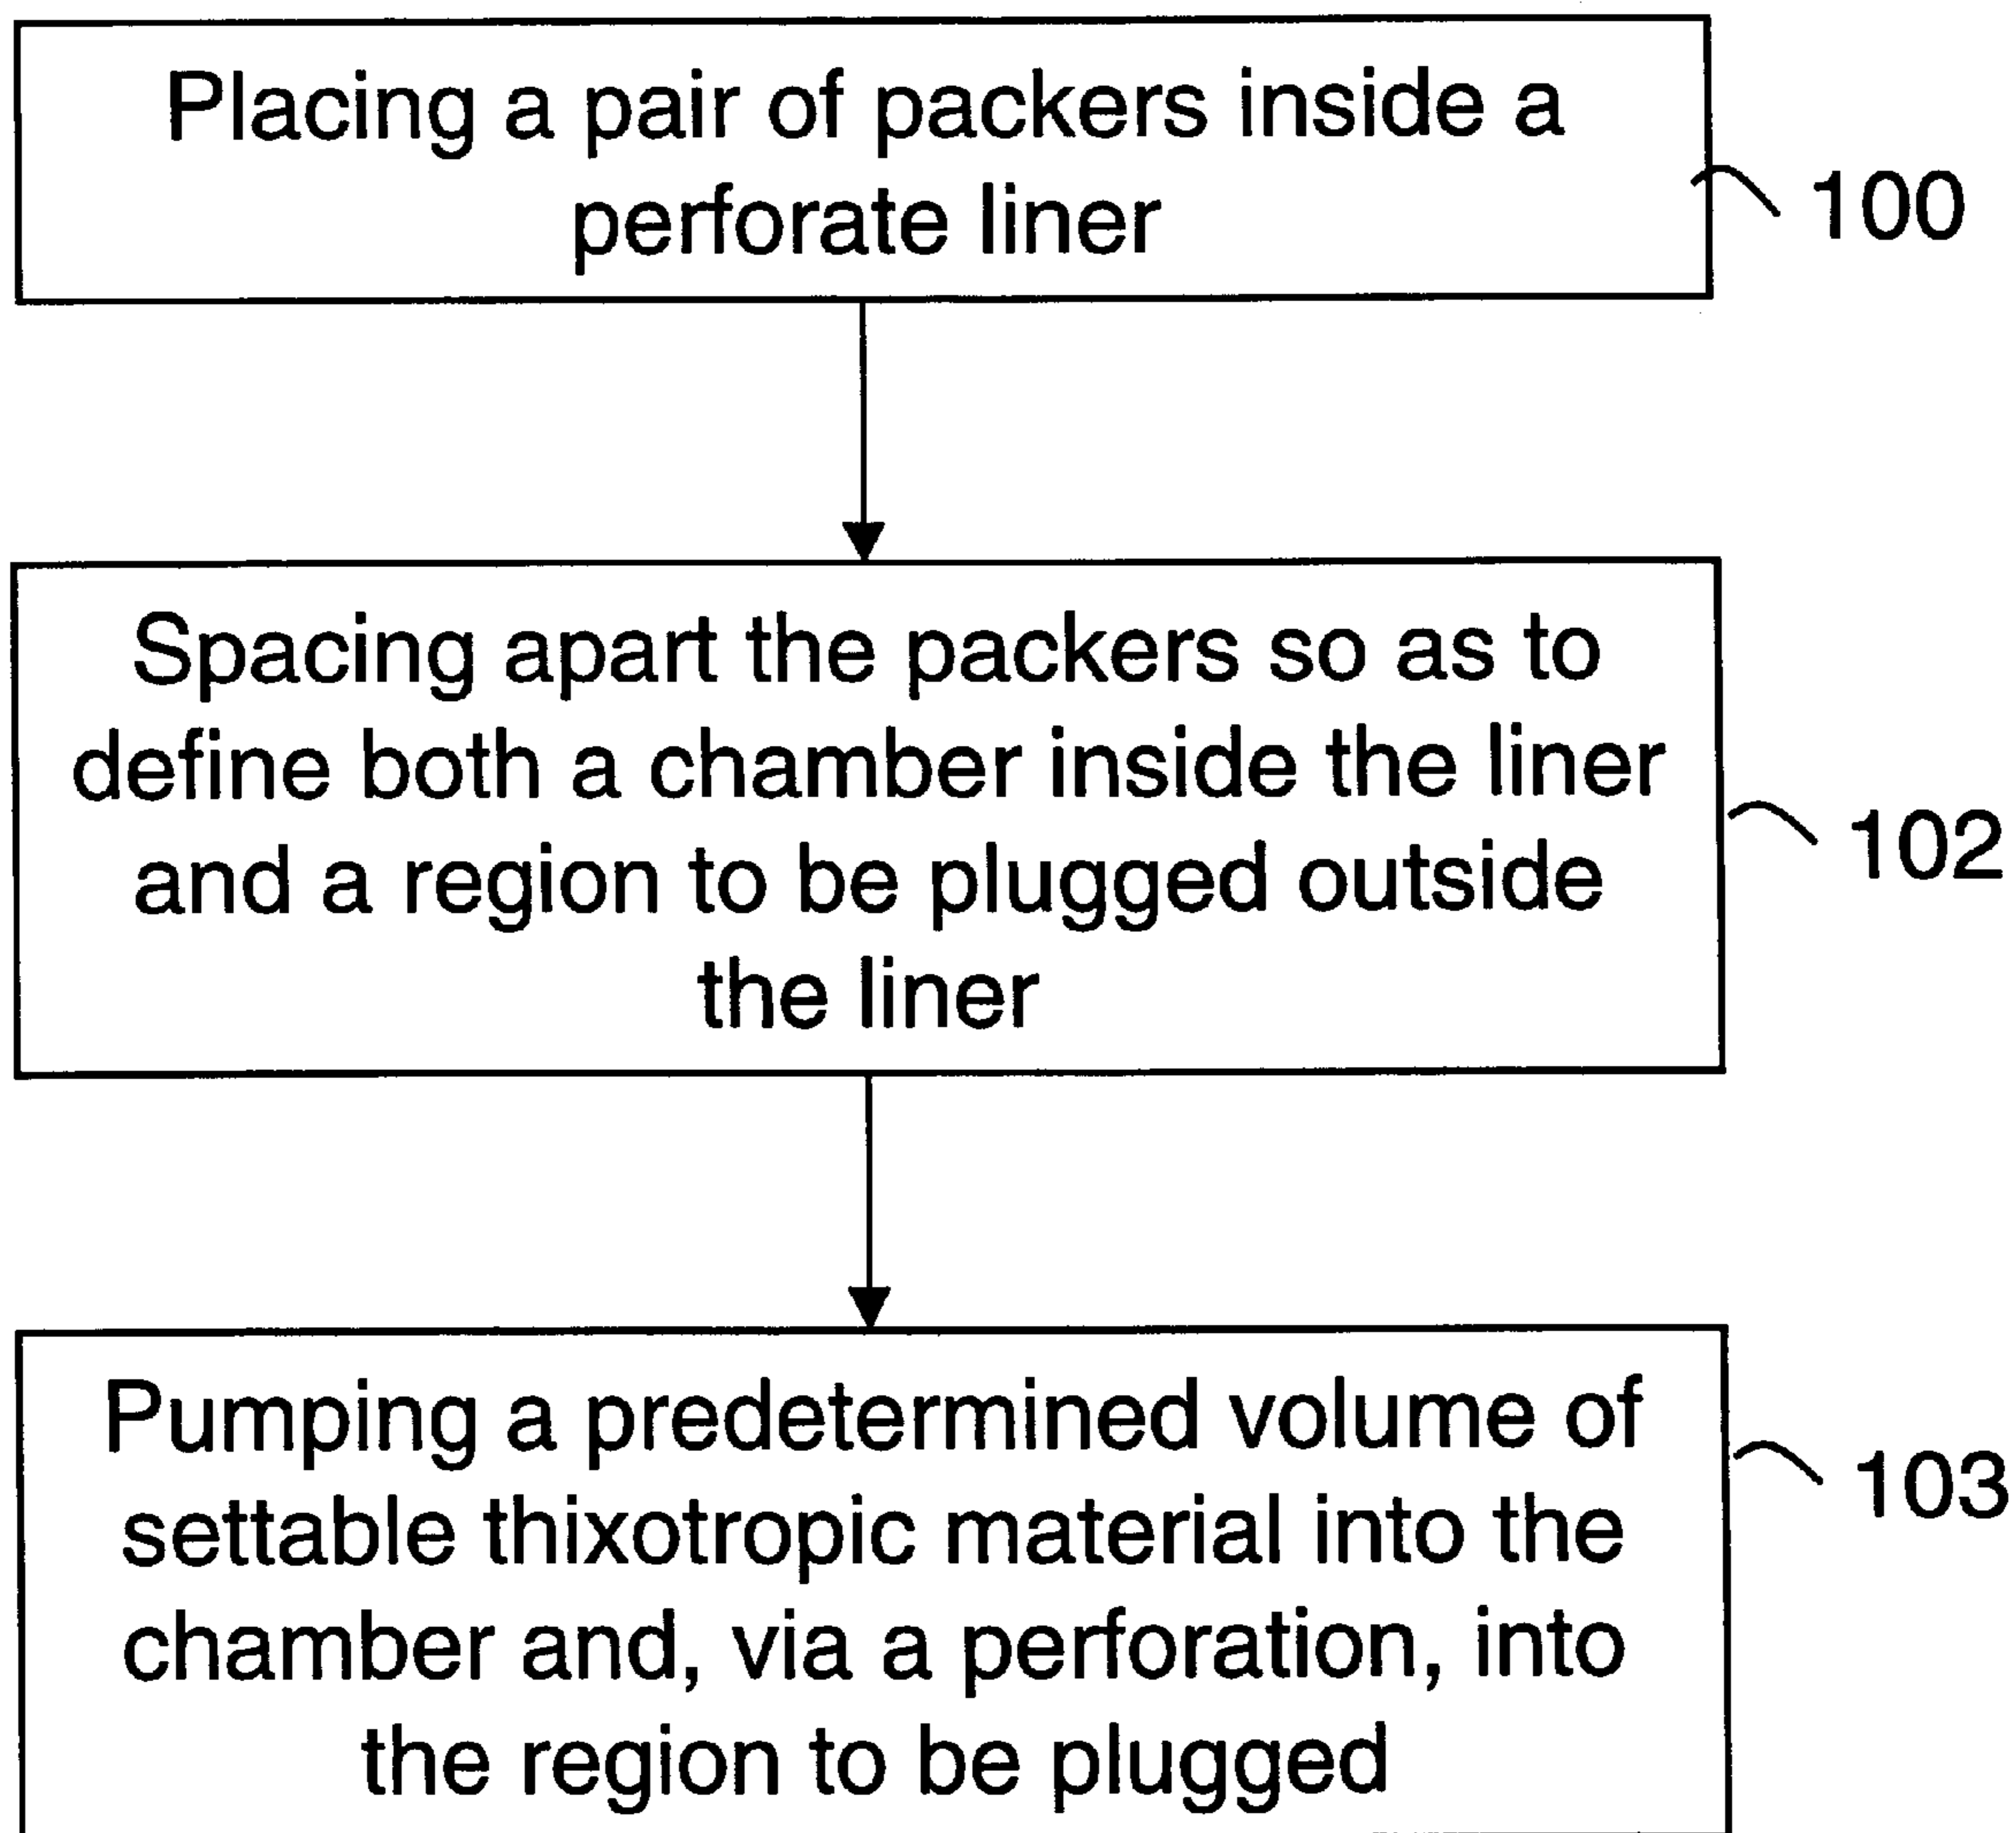 Placing a pair of packers inside a
perforate liner
100
Spacing apart the packers so as to
define both a chamber inside the liner
and a region to be plugged outside
the liner
102
Pumping a predetermined volume of
settable thixotropic material into the
chamber and, via a perforation, into
the region to be plugged
103